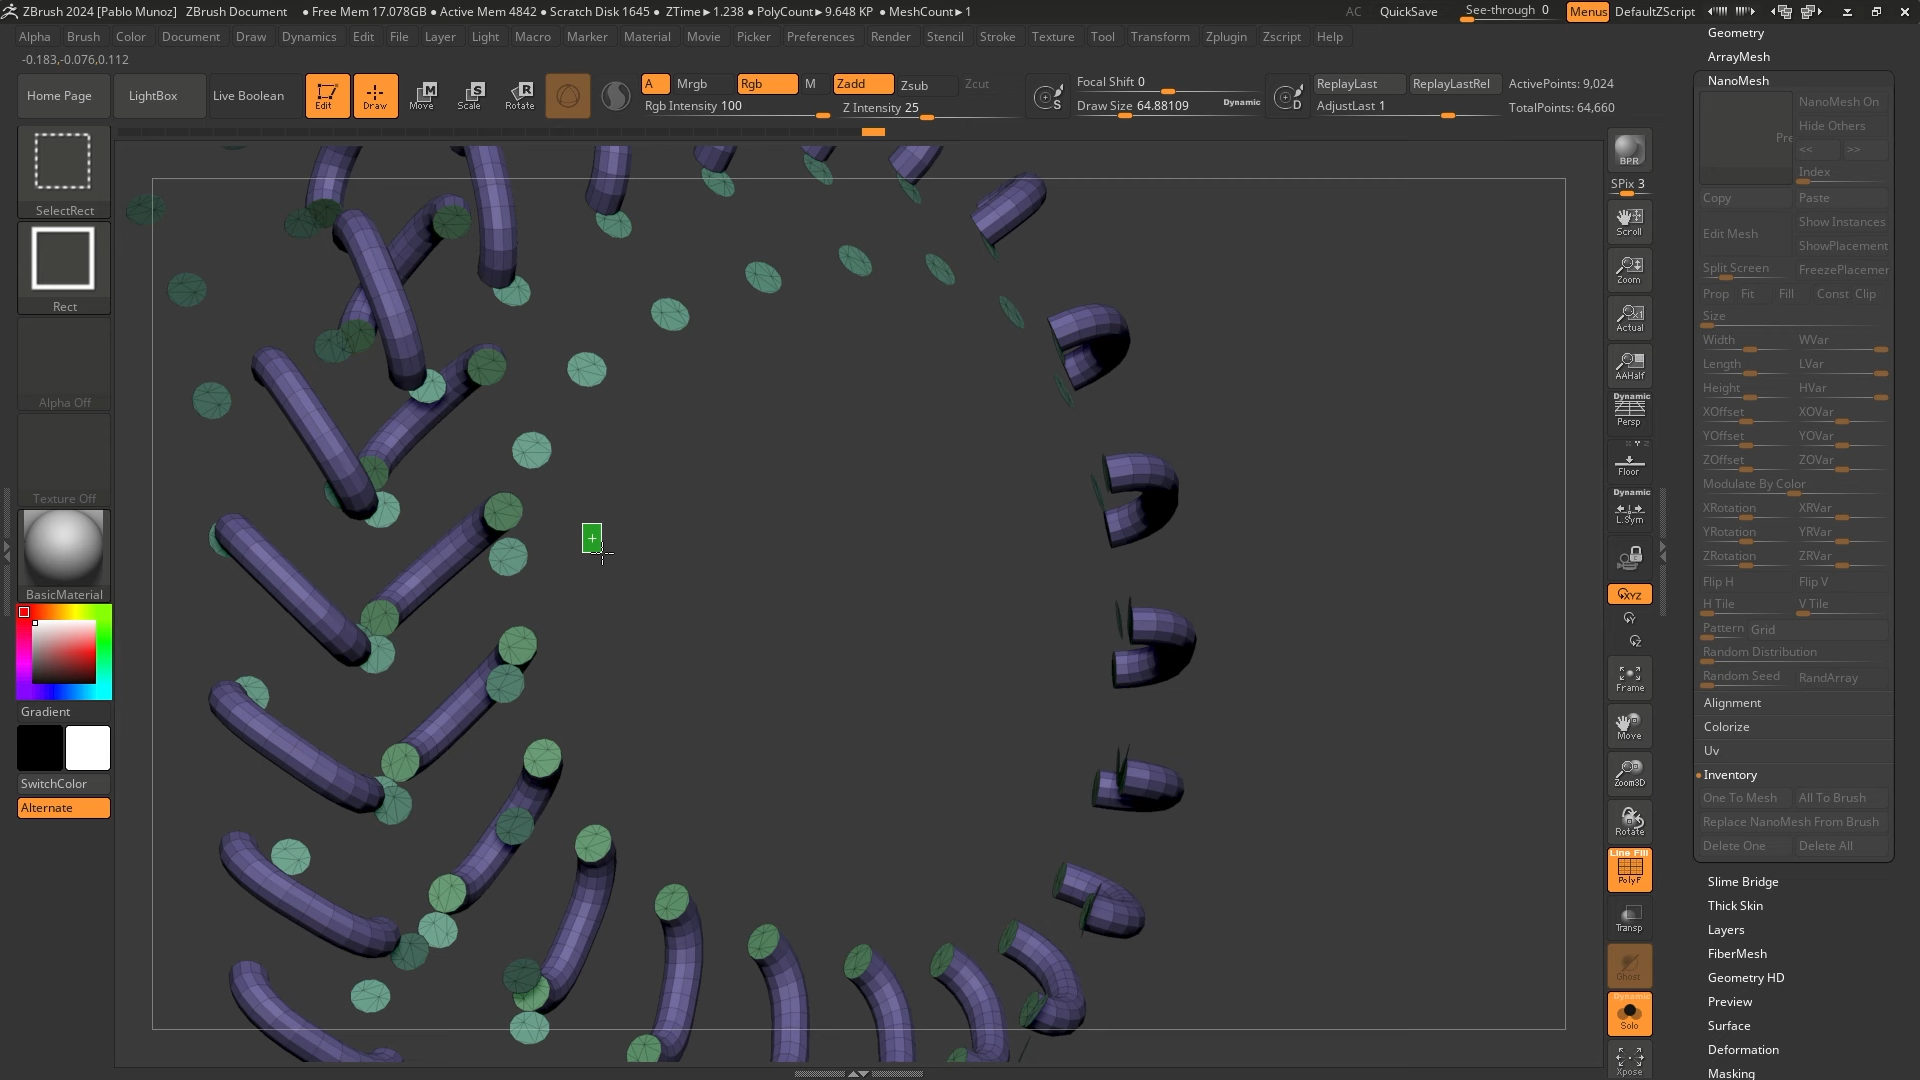 ZBrush 2024 [Pablo Munoz] ZBrush Document ● Free Mem 17.078GB ● Active Mem 4842 ● Scratch Disk 1645 ● ZTime►1.238 ● PolyCount►9.648 KP ● MeshCount►1 AC QuickSave See-through 0 Menus DefaultZScript
Alpha Brush Color Document Draw Dynamics Edit File Layer Light Macro Marker Material Movie Picker Preferences Render Stencil Stroke Texture Tool Transform Zplugin Zscript Help
-0.183,-0.076,0.112
Home Page LightBox Live Boolean Edit Draw Move Scale Rotate
A Mrgb Rgb M Zadd Zsub Zcut
Rgb Intensity 100 Z Intensity 25
S
Focal Shift 0
Draw Size 64.88109 Dynamic
D
ReplayLast ReplayLastRel ActivePoints: 9,024
AdjustLast 1 TotalPoints: 64,660
SelectRect
Rect
Alpha Off
Texture Off
BasicMaterial
Gradient
SwitchColor
Alternate
BPR
SPix 3
Scroll
Zoom
Actual
AAHalf
Dynamic
Persp
Floor
Dynamic
L.Sym
XYZ
Y
Z
Frame
Move
Zoom3D
Rotate
Line Fill
PolyF
Transp
Ghost
Dynamic
Solo
Xpose
Geometry
ArrayMesh
NanoMesh
Pre
NanoMesh On
Hide Others
<< >>
Index
Copy Paste
Show Instances
Edit Mesh
ShowPlacement
Split Screen FreezePlacemer
Prop Fit Fill Const Clip
Size
Width WVar
Length LVar
Height HVar
XOffset XOVar
YOffset YOVar
ZOffset ZOVar
Modulate By Color
XRotation XRVar
YRotation YRVar
ZRotation ZRVar
Flip H Flip V
H Tile V Tile
Pattern Grid
Random Distribution
Random Seed RandArray
Alignment
Colorize
Uv
Inventory
One To Mesh All To Brush
Replace NanoMesh From Brush
Delete One Delete All
Slime Bridge
Thick Skin
Layers
FiberMesh
Geometry HD
Preview
Surface
Deformation
Masking